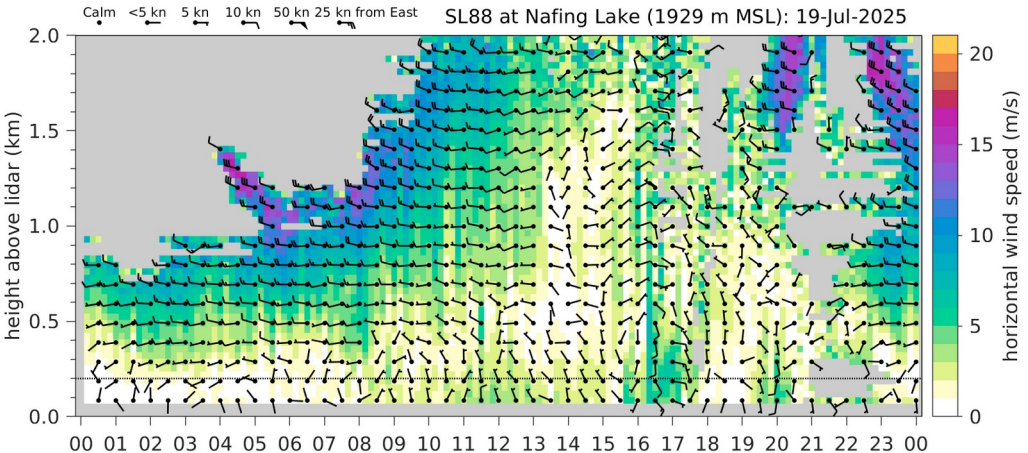 Calm <5 kn 5 kn 10 kn 50 kn 25 kn from East
SL88 at Nafing Lake (1929 m MSL): 19-Jul-2025
height above lidar (km)
2.0
1.5
1.0
0.5
0.0
00 01 02 03 04 05 06 07 08 09 10 11 12 13 14 15 16 17 18 19 20 21 22 23 00
20
15
10
5
0
horizontal wind speed (m/s)